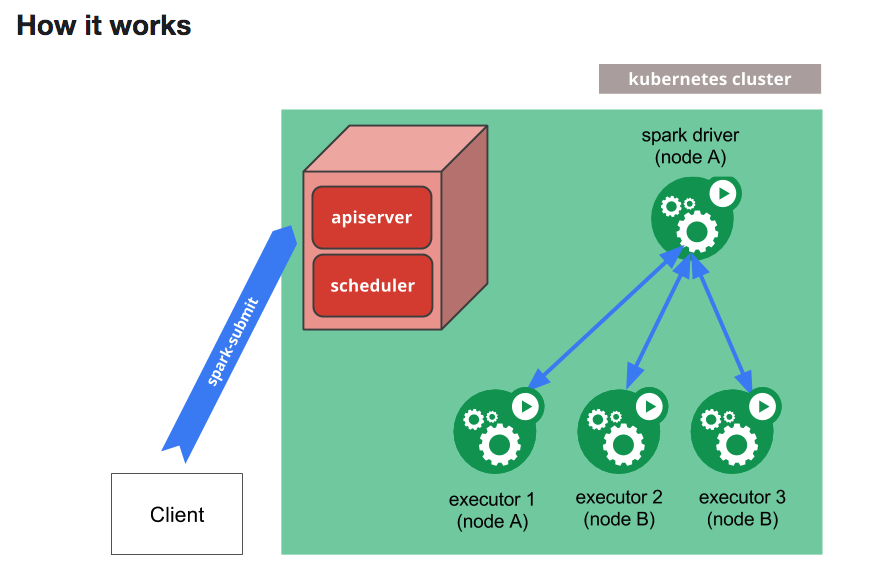 How it works
kubernetes cluster
spark driver
(node A)
apiserver
scheduler
spark-submit
Client
executor 1
(node A)
executor 2
(node B)
executor 3
(node B)